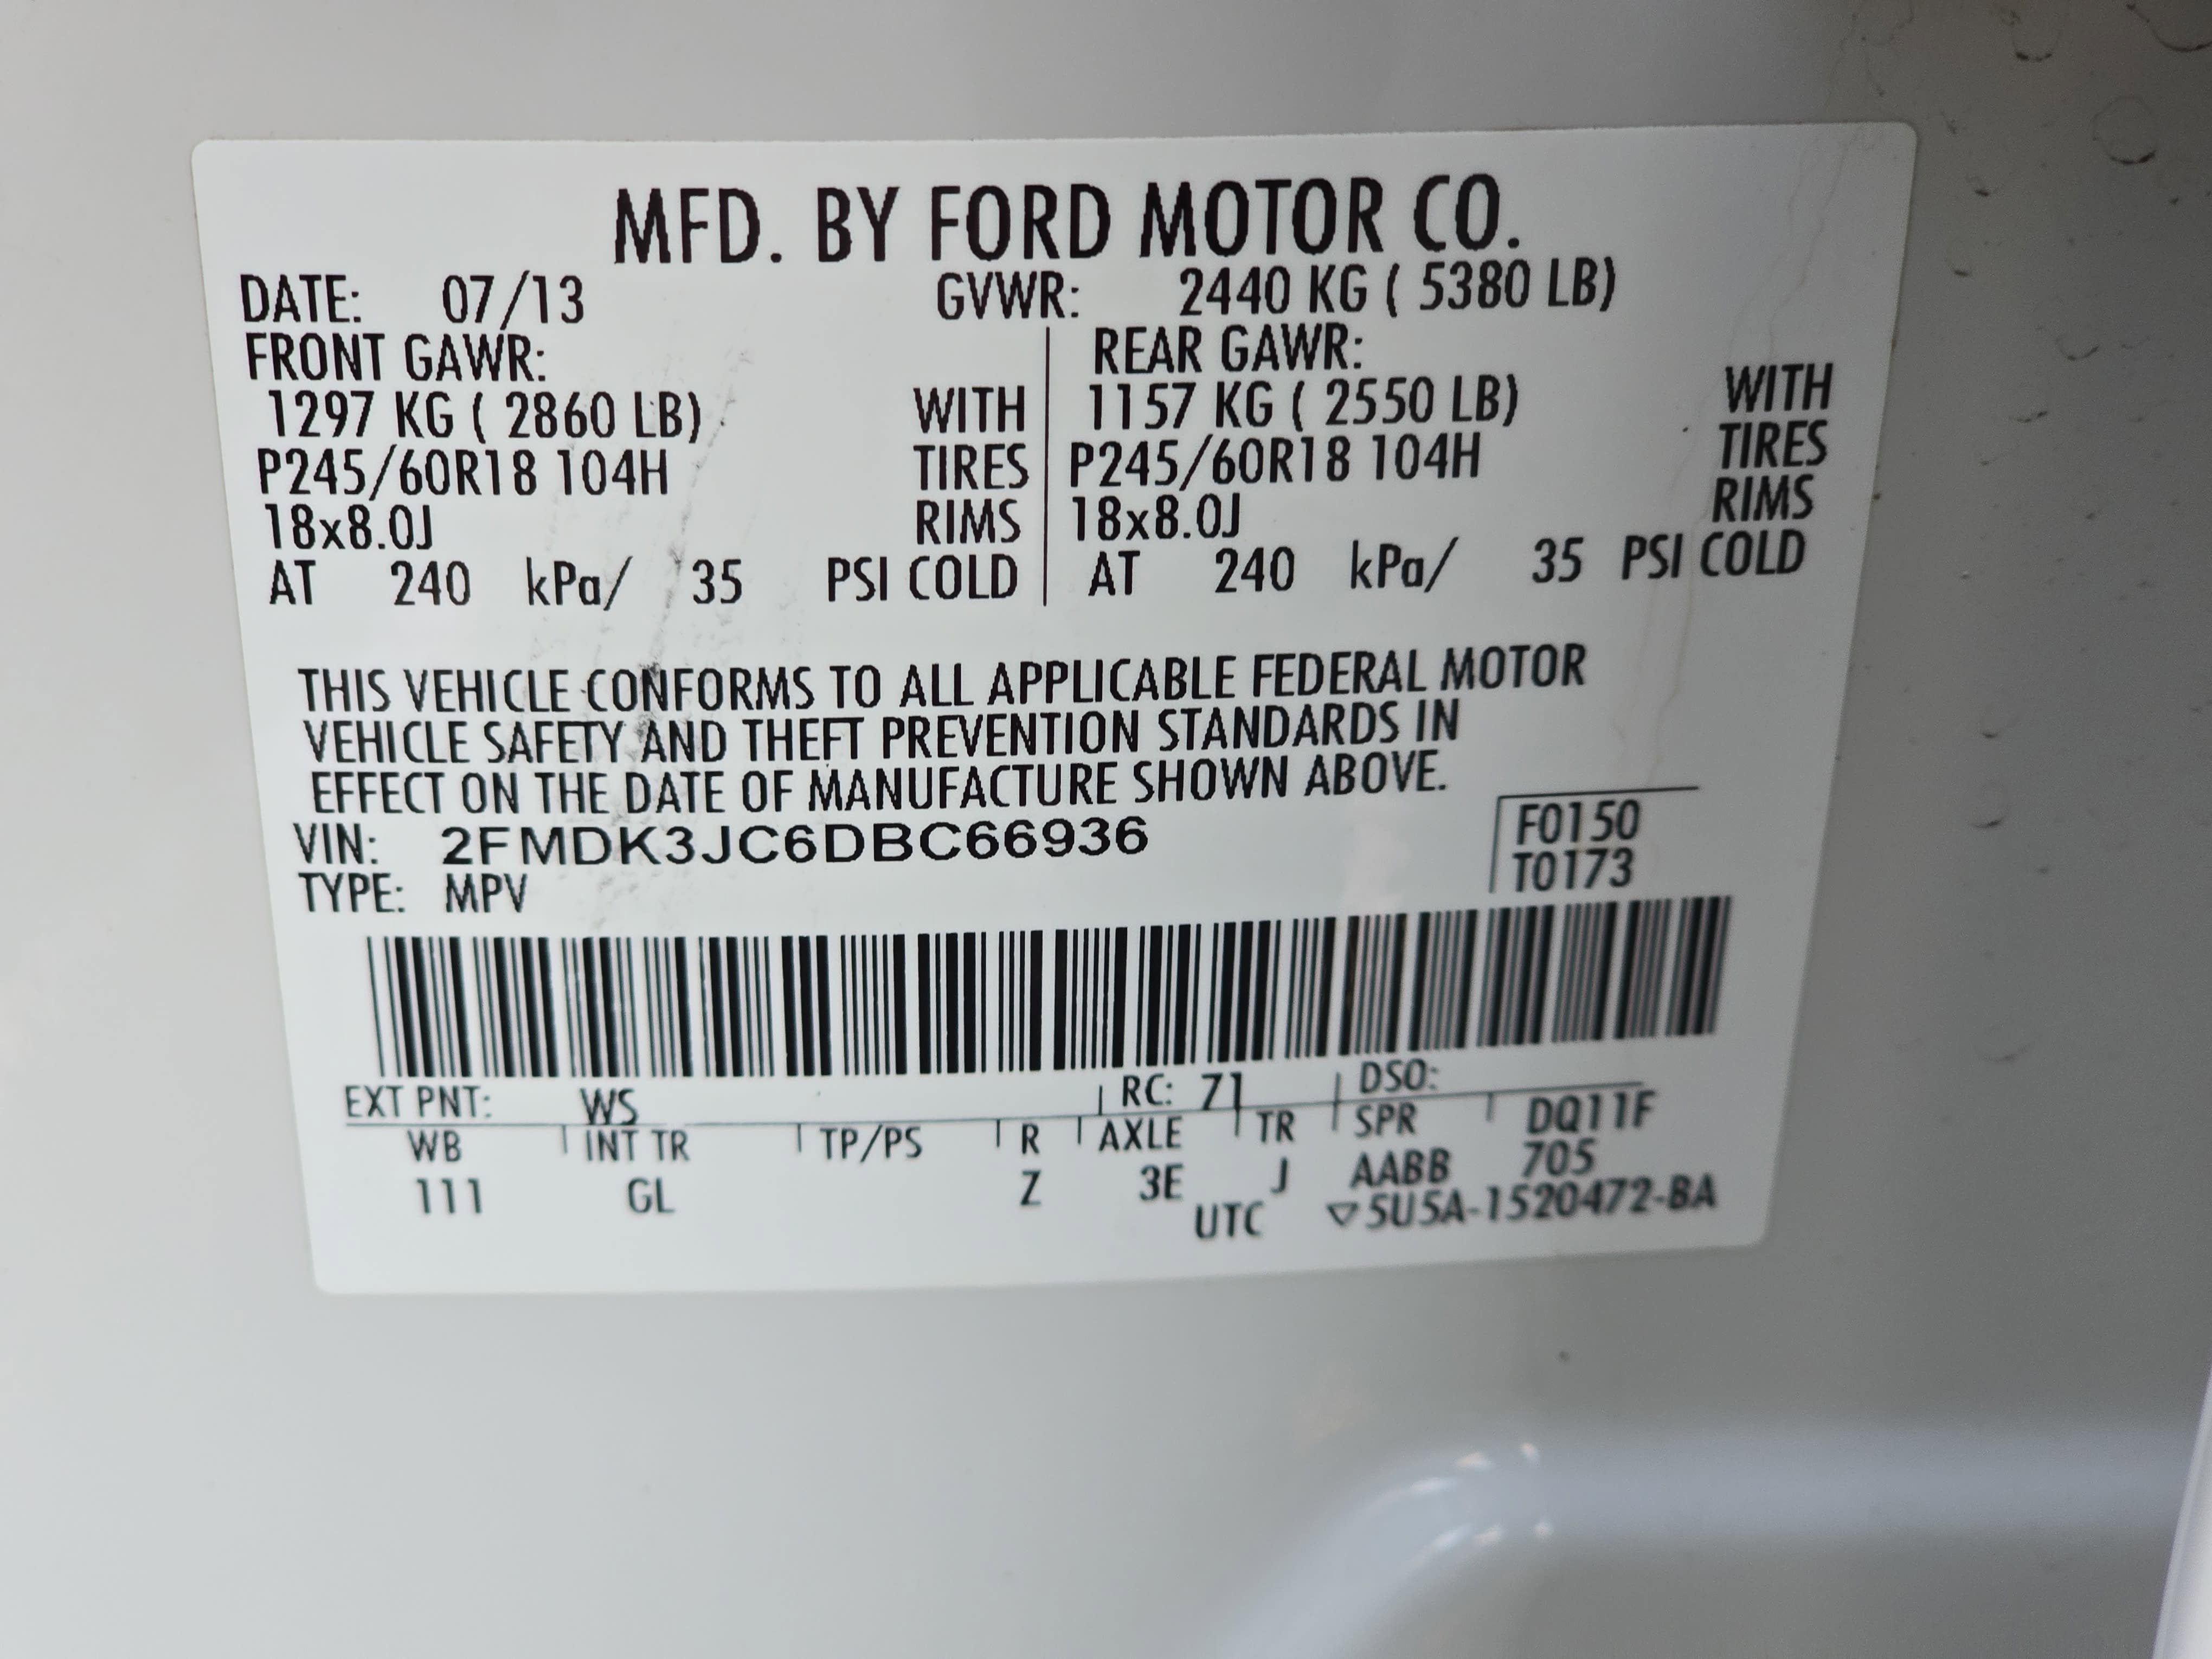 MFD. BY FORD MOTOR CO.
DATE: 07/13 GVWR: 2440 KG ( 5380 LB)
FRONT GAWR: REAR GAWR:
1297 KG ( 2860 LB) WITH 1157 KG ( 2550 LB) WITH
P245/60R18 104H TIRES P245/60R18 104H TIRES
18x8.0J RIMS 18x8.0J RIMS
AT 240 kPa/ 35 PSI COLD AT 240 kPa/ 35 PSI COLD
THIS VEHICLE CONFORMS TO ALL APPLICABLE FEDERAL MOTOR
VEHICLE SAFETY AND THEFT PREVENTION STANDARDS IN
EFFECT ON THE DATE OF MANUFACTURE SHOWN ABOVE.
F0150
VIN: 2FMDK3JC6DBC66936
T0173
TYPE: MPV
EXT PNT: WS RC: 71 DSO:
WB INT TR TP/PS R AXLE TR SPR DQ11F
111 GL Z 3E J AABB 705
UTC ▽5U5A-1520472-BA